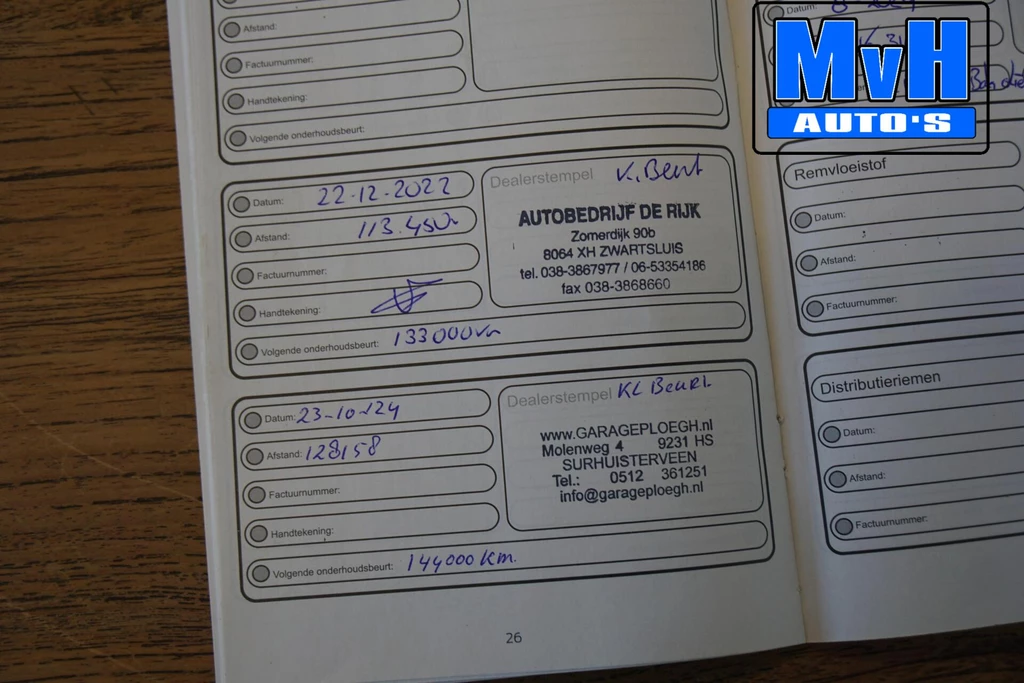 Afstand:
Factuurnummer:
Handtekening:
Volgende onderhoudsbeurt:
Datum: 22-12-2022
Afstand: 113.450
Factuurnummer:
Handtekening:
Volgende onderhoudsbeurt: 133000
Dealerstempel K. Beurt
AUTOBEDRIJF DE RIJK
Zomerdijk 90b
8064 XH ZWARTSLUIS
tel. 038-3867977 / 06-53354186
fax 038-3868660
Datum: 23-10-24
Afstand: 128158
Factuurnummer:
Handtekening:
Volgende onderhoudsbeurt: 144000 km.
Dealerstempel KL Beurt
www.GARAGEPLOEGH.nl
Molenweg 4 9231 HS
SURHUISTERVEEN
Tel.: 0512 361251
info@garageploegh.nl
26
Datum:
MvH
AUTO'S
Remvloeistof
Datum:
Afstand:
Factuurnummer:
Distributieriemen
Datum:
Afstand:
Factuurnummer: